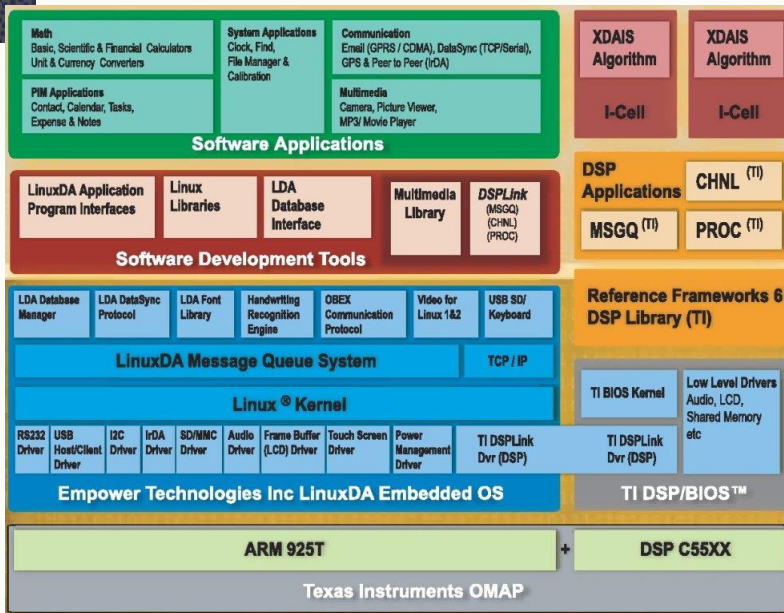 Math
Basic, Scientific & Financial Calculators
Unit & Currency Converters
System Applications
Clock, Find,
File Manager &
Calibration
Communication
Email (GPRS / CDMA), DataSync (TCP/Serial),
GPS & Peer to Peer (IrDA)
PIM Applications
Contact, Calendar, Tasks,
Expense & Notes
Multimedia
Camera, Picture Viewer,
MP3/ Movie Player
Software Applications
XDAIS
Algorithm
I-Cell
XDAIS
Algorithm
I-Cell
LinuxDA Application
Program Interfaces
Linux
Libraries
LDA
Database
Interface
Multimedia
Library
DSPLink
(MSGQ)
(CHNL)
(PROC)
Software Development Tools
DSP
Applications
CHNL (TI)
MSGQ (TI)
PROC (TI)
LDA Database
Manager
LDA DataSync
Protocol
LDA Font
Library
Handwriting
Recognition
Engine
OBEX
Communication
Protocol
Video for
Linux 1&2
USB SD/
Keyboard
LinuxDA Message Queue System
TCP / IP
Linux ® Kernel
RS232
Driver
USB
Host/Client
Driver
I2C
Driver
IrDA
Driver
SD/MMC
Driver
Audio
Driver
Frame Buffer
(LCD) Driver
Touch Screen
Driver
Power
Management
Driver
TI DSPLink
Dvr (DSP)
Empower Technologies Inc LinuxDA Embedded OS
Reference Frameworks 6
DSP Library (TI)
TI BIOS Kernel
Low Level Drivers
Audio, LCD,
Shared Memory
etc
TI DSPLink
Dvr (DSP)
TI DSP/BIOS™
ARM 925T
+
DSP C55XX
Texas Instruments OMAP